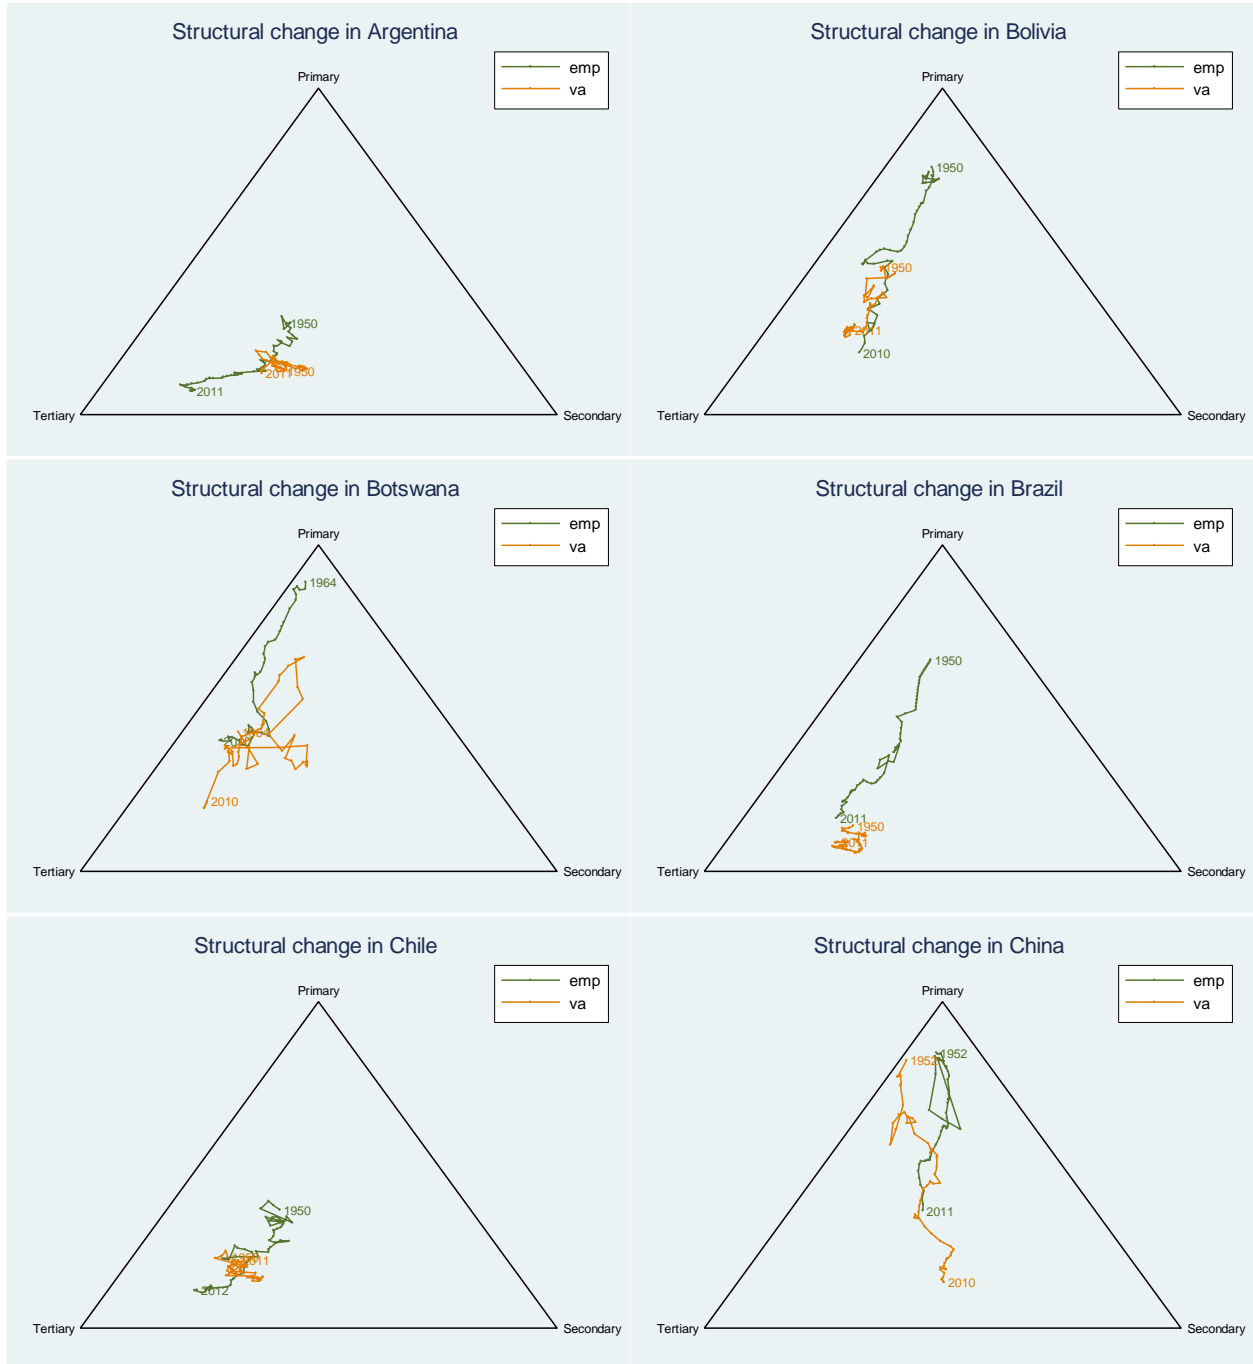 Structural change in Argentina
emp
va
Primary
1950
1950
2011
2011
Tertiary
Secondary
Structural change in Bolivia
emp
va
Primary
1950
1950
2011
2010
Tertiary
Secondary
Structural change in Botswana
emp
va
Primary
1964
2010
Tertiary
Secondary
Structural change in Brazil
emp
va
Primary
1950
2011
1950
2011
Tertiary
Secondary
Structural change in Chile
emp
va
Primary
1950
2011
2012
Tertiary
Secondary
Structural change in China
emp
va
Primary
1952
1952
2011
2010
Tertiary
Secondary